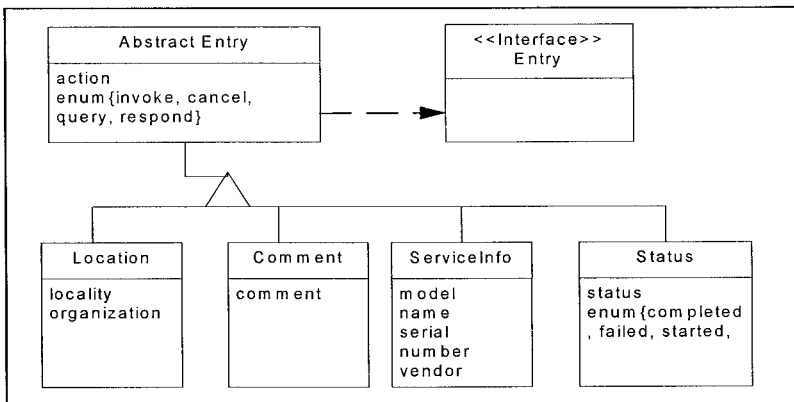 Abstract Entry
action
enum{invoke, cancel,
query, respond}
<<Interface>>
Entry
Location
locality
organization
Comment
comment
ServiceInfo
model
name
serial
number
vendor
Status
status
enum{completed
, failed, started,